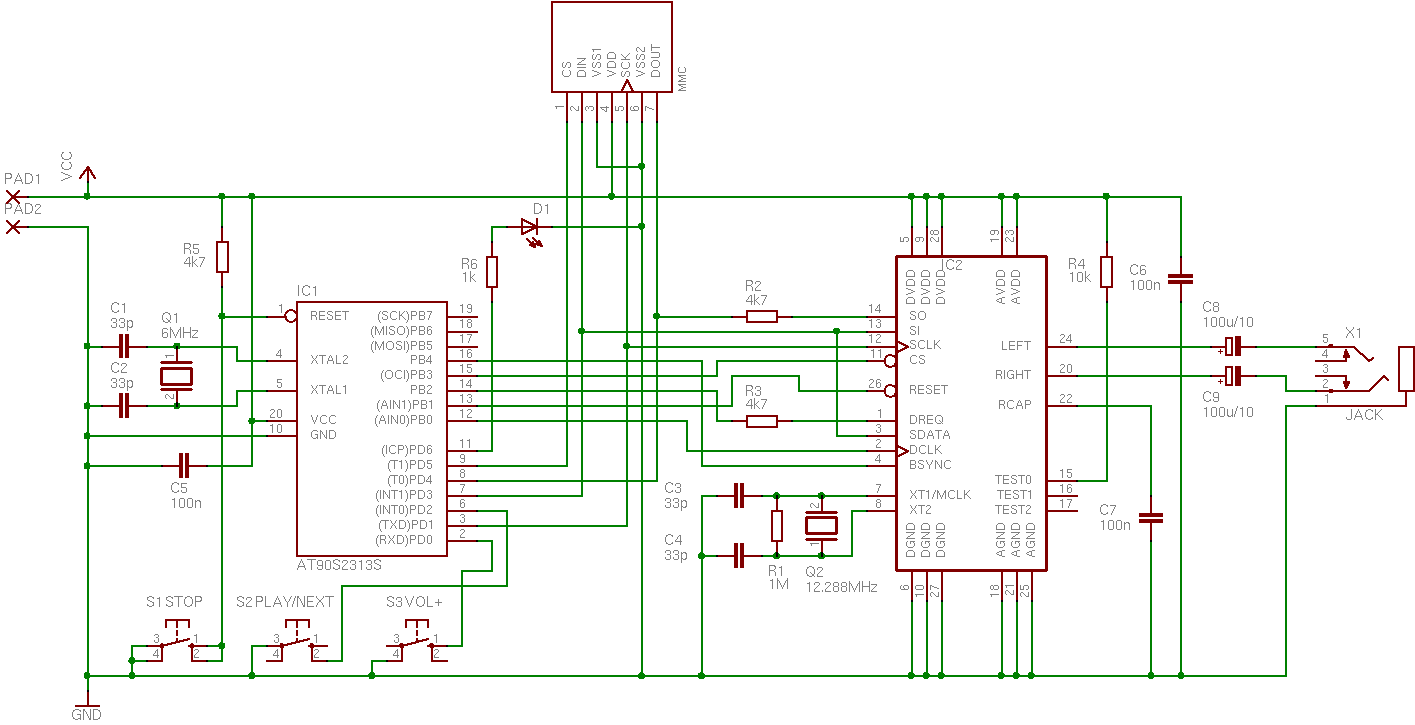 CS
DIN
VSS1
VDD
SCK
VSS2
DOUT
MMC
1
2
3
4
5
6
7
VCC
PAD1
PAD2
D1
R5
4k7
R6
1k
IC1
RESET
XTAL2
XTAL1
VCC
GND
1
4
5
20
10
(SCK)PB7
(MISO)PB6
(MOSI)PB5
PB4
(OCI)PB3
PB2
(AIN1)PB1
(AIN0)PB0
(ICP)PD6
(T1)PD5
(T0)PD4
(INT1)PD3
(INT0)PD2
(TXD)PD1
(RXD)PD0
19
18
17
16
15
14
13
12
11
9
8
7
6
3
2
AT90S2313S
C1
33p
C2
33p
Q1
6MHz
1
2
C5
100n
R2
4k7
R3
4k7
C3
33p
C4
33p
R1
1M
Q2
12.288MHz
2
1
IC2
5
9
28
19
23
DVDD
DVDD
DVDD
AVDD
AVDD
14
13
12
11
26
1
3
2
4
7
8
SO
SI
SCLK
CS
RESET
DREQ
SDATA
DCLK
BSYNC
XT1/MCLK
XT2
LEFT
RIGHT
RCAP
TEST0
TEST1
TEST2
24
20
22
15
16
17
DGND
DGND
DGND
AGND
AGND
AGND
6
10
27
18
21
25
R4
10k
C6
100n
C7
100n
C8
100u/10
+
C9
100u/10
+
X1
5
4
3
2
1
JACK
S1 STOP
3
4
1
2
S2 PLAY/NEXT
3
4
1
2
S3 VOL+
3
4
1
2
GND